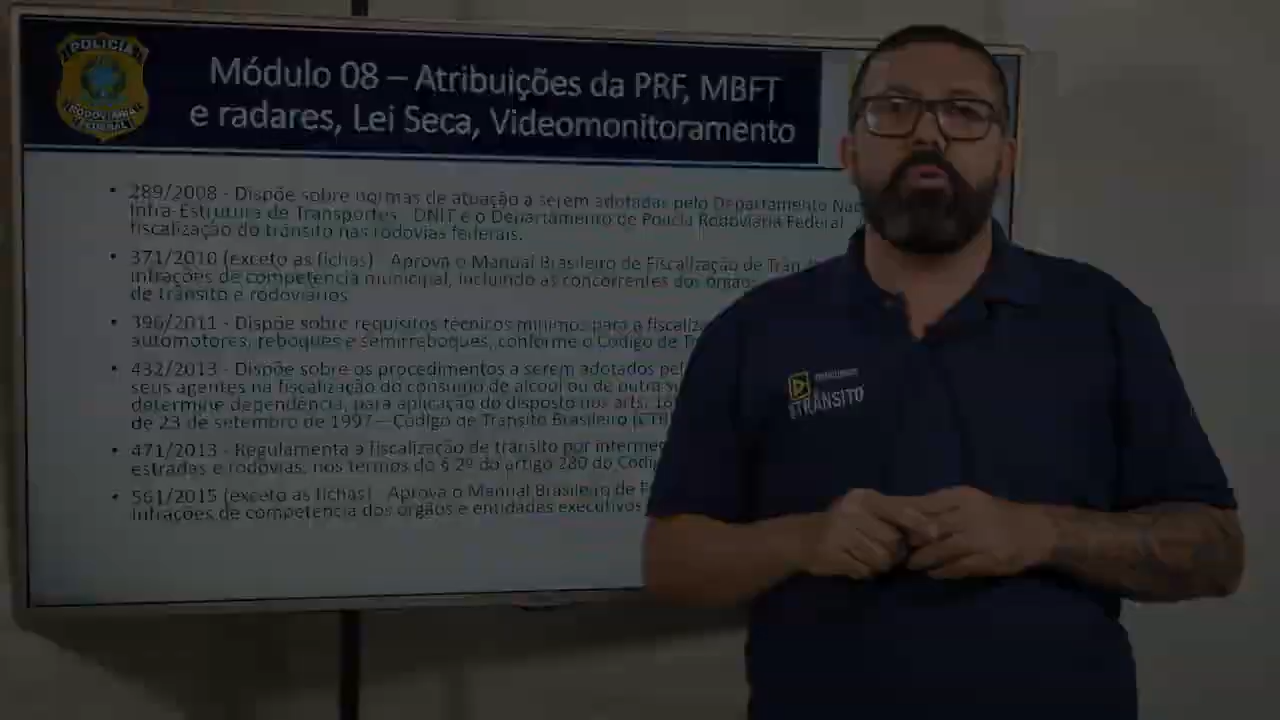 POLÍCIA
RODOVIÁRIA
FEDERAL
Módulo 08 – Atribuições da PRF, MBFT
e radares, Lei Seca, Videomonitoramento
• 289/2008 - Dispõe sobre normas de atuação a serem adotadas pelo Departamento Nac
Infra-Estrutura de Transportes - DNIT e o Departamento de Polícia Rodoviária Federal
fiscalização do trânsito nas rodovias federais.
• 371/2010 (exceto as fichas) - Aprova o Manual Brasileiro de Fiscalização de Trân
infrações de competência municipal, incluindo as concorrentes dos órgão
de trânsito e rodoviários
• 396/2011 - Dispõe sobre requisitos técnicos mínimos para a fiscaliz
automotores, reboques e semirreboques, conforme o Código de Tr
• 432/2013 - Dispõe sobre os procedimentos a serem adotados pel
seus agentes na fiscalização do consumo de álcool ou de outra su
determine dependência, para aplicação do disposto nos arts. 16
de 23 de setembro de 1997 – Código de Trânsito Brasileiro (CTB)
• 471/2013 - Regulamenta a fiscalização de trânsito por interme
estradas e rodovias, nos termos do § 2º do artigo 280 do Códig
• 561/2015 (exceto as fichas) - Aprova o Manual Brasileiro de F
infrações de competência dos órgãos e entidades executivos
TRÂNSITO